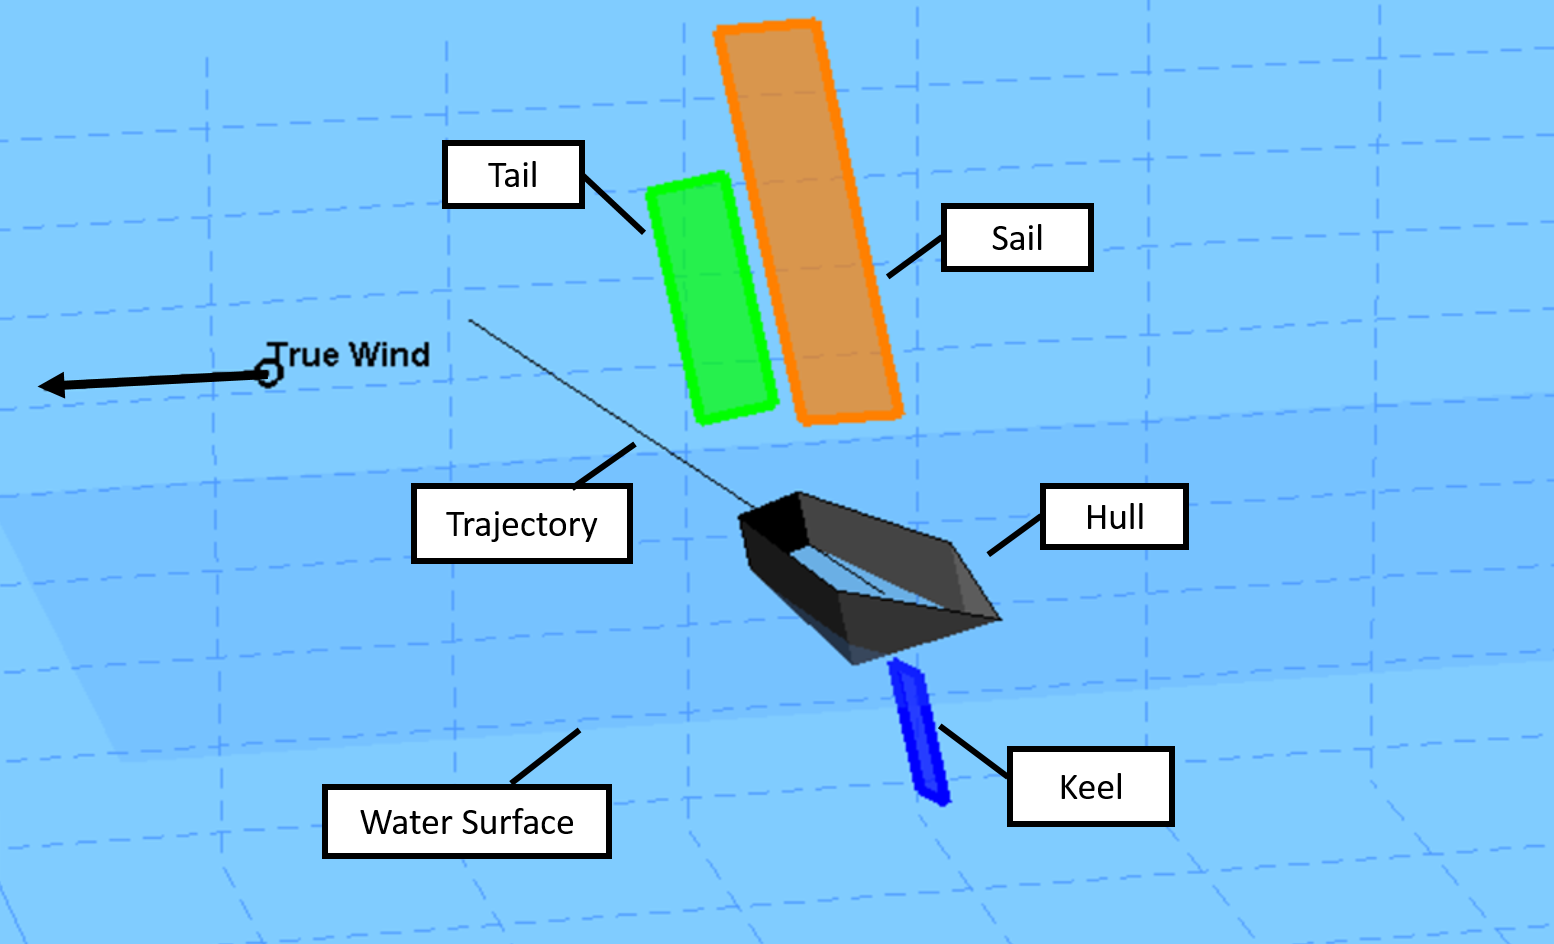 Tail
Sail
True Wind
Trajectory
Hull
Keel
Water Surface